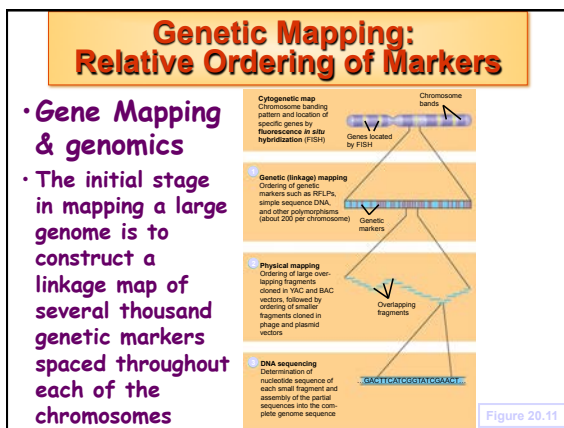 Genetic Mapping:
Relative Ordering of Markers
• Gene Mapping
& genomics
• The initial stage
in mapping a large
genome is to
construct a
linkage map of
several thousand
genetic markers
spaced throughout
each of the
chromosomes
Cytogenetic map
Chromosome banding
pattern and location of
specific genes by
fluorescence in situ
hybridization (FISH)
Chromosome
bands
Genes located
by FISH
1
Genetic (linkage) mapping
Ordering of genetic
markers such as RFLPs,
simple sequence DNA,
and other polymorphisms
(about 200 per chromosome)
Genetic
markers
2
Physical mapping
Ordering of large over-
lapping fragments
cloned in YAC and BAC
vectors, followed by
ordering of smaller
fragments cloned in
phage and plasmid
vectors
Overlapping
fragments
3
DNA sequencing
Determination of
nucleotide sequence of
each small fragment and
assembly of the partial
sequences into the com-
plete genome sequence
…GACTTCATCGGTATCGAACT…
Figure 20.11